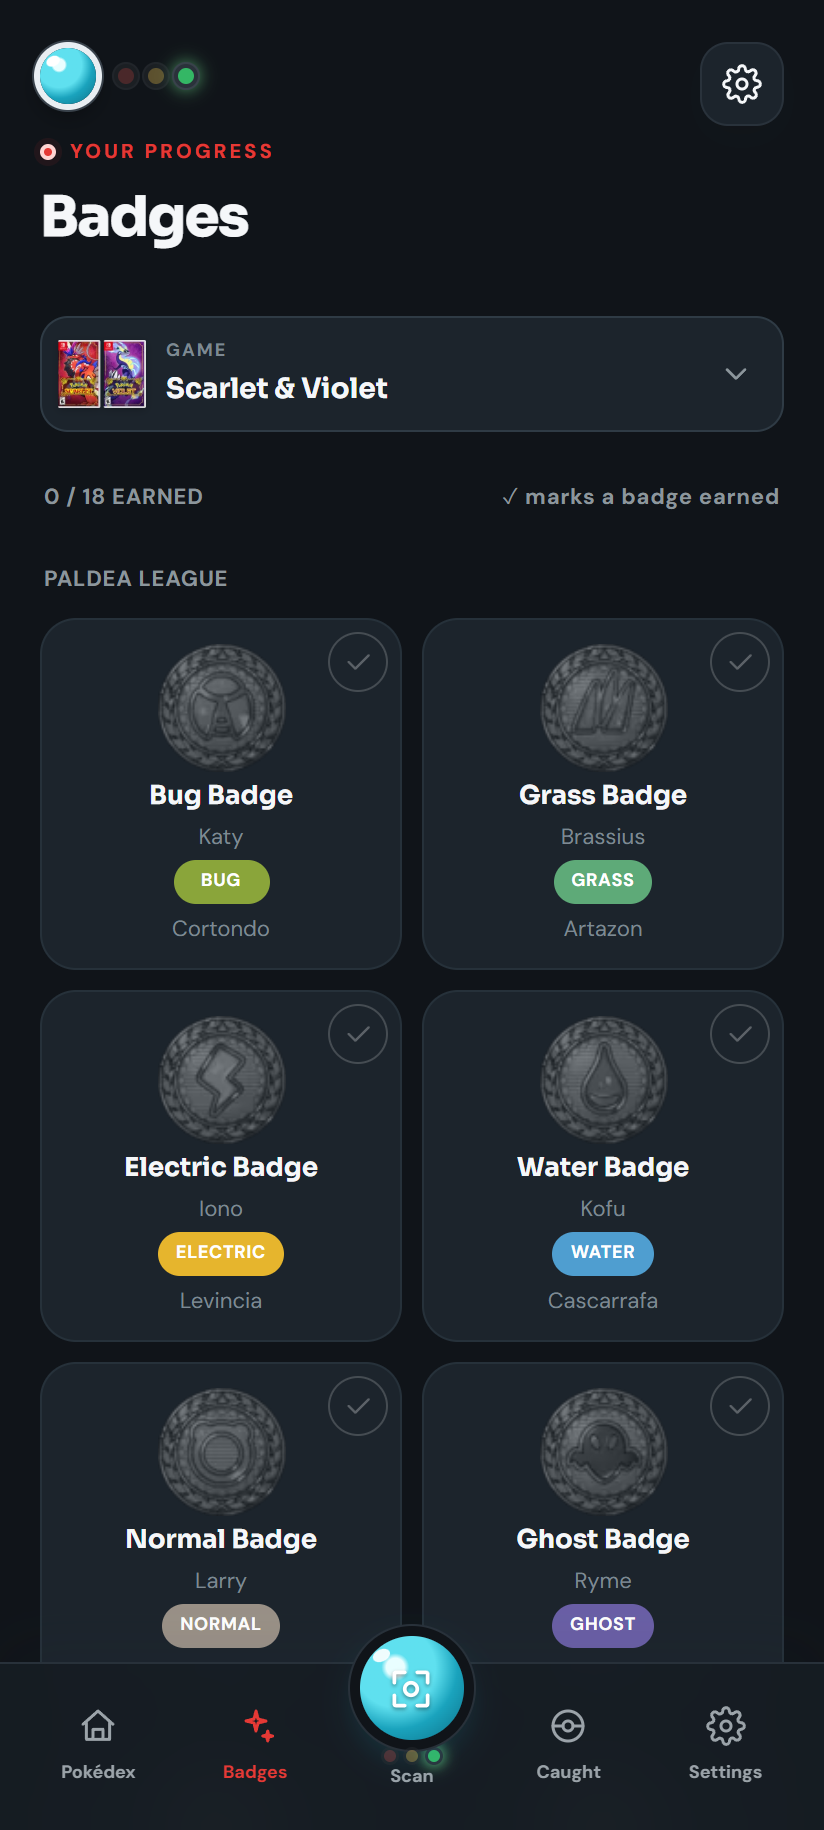 YOUR PROGRESS
Badges
GAME
Scarlet & Violet
0 / 18 EARNED
✓ marks a badge earned
PALDEA LEAGUE
Bug Badge
Katy
BUG
Cortondo
Grass Badge
Brassius
GRASS
Artazon
Electric Badge
Iono
ELECTRIC
Levincia
Water Badge
Kofu
WATER
Cascarrafa
Normal Badge
Larry
NORMAL
Ghost Badge
Ryme
GHOST
Pokédex
Badges
Scan
Caught
Settings